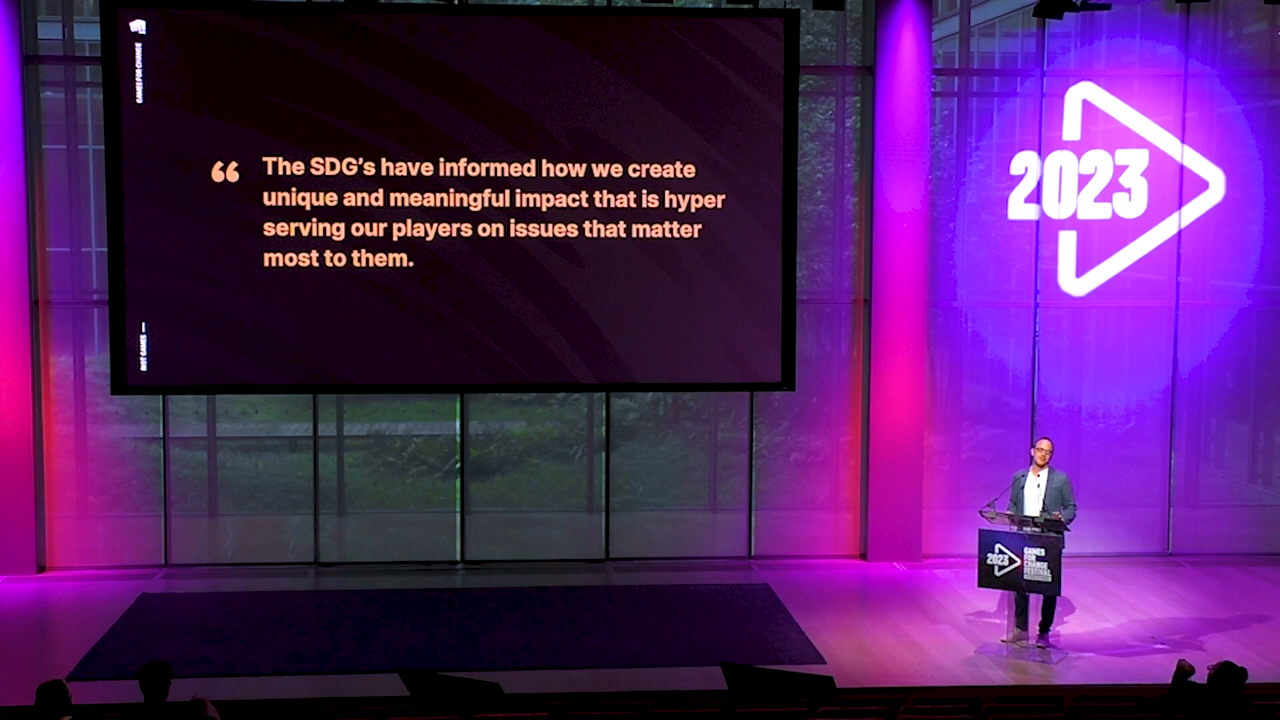 GAMES FOR CHANGE
“ The SDG’s have informed how we create
unique and meaningful impact that is hyper
serving our players on issues that matter
most to them.
RIOT GAMES —
2023
2023
GAMES
FOR
CHANGE
FESTIVAL